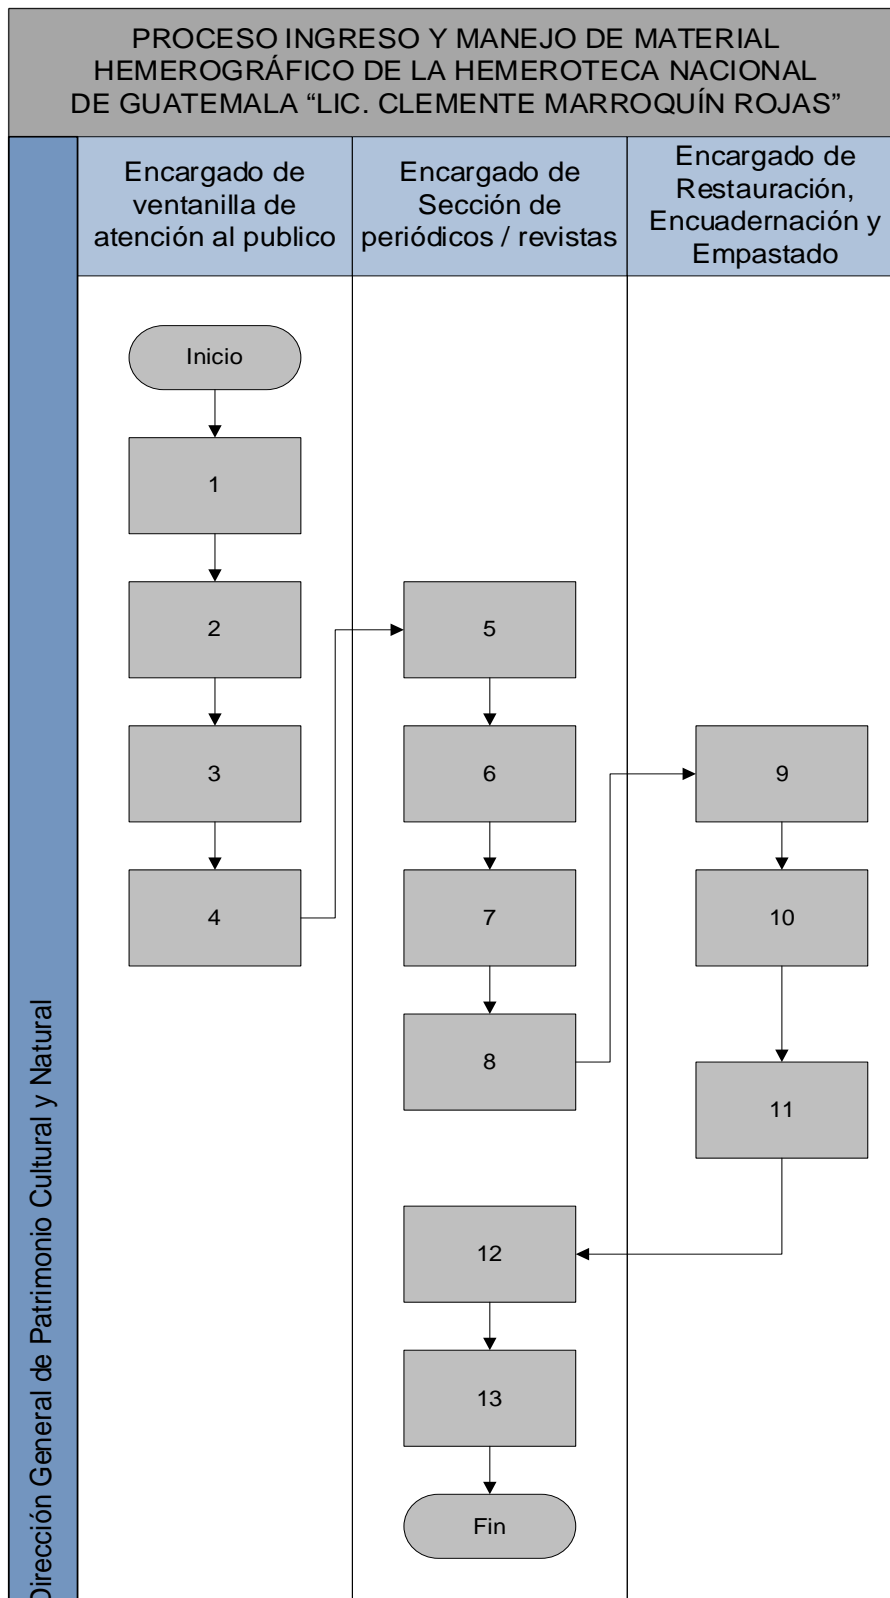 PROCESO INGRESO Y MANEJO DE MATERIAL
HEMEROGRÁFICO DE LA HEMEROTECA NACIONAL
DE GUATEMALA “LIC. CLEMENTE MARROQUÍN ROJAS”
Encargado de
ventanilla de
atención al publico
Encargado de
Sección de
periódicos / revistas
Encargado de
Restauración,
Encuadernación y
Empastado
Dirección General de Patrimonio Cultural y Natural
Inicio
1
2
3
4
5
6
7
8
9
10
11
12
13
Fin